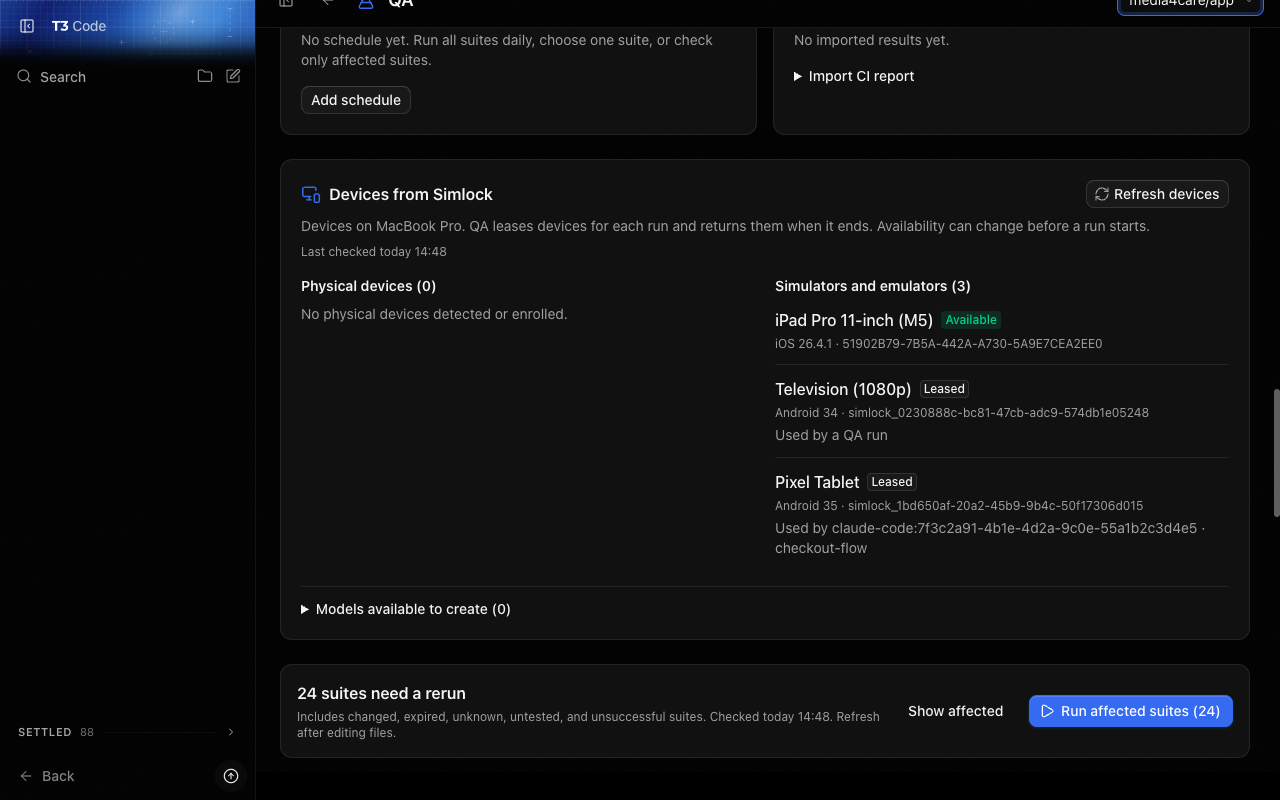 T3 Code
Search
SETTLED 88
Back
QA
media4care/app
No schedule yet. Run all suites daily, choose one suite, or check
only affected suites.
Add schedule
No imported results yet.
Import CI report
Devices from Simlock
Refresh devices
Devices on MacBook Pro. QA leases devices for each run and returns them when it ends. Availability can change before a run starts.
Last checked today 14:48
Physical devices (0)
No physical devices detected or enrolled.
Simulators and emulators (3)
iPad Pro 11-inch (M5) Available
iOS 26.4.1 · 51902B79-7B5A-442A-A730-5A9E7CEA2EE0
Television (1080p) Leased
Android 34 · simlock_0230888c-bc81-47cb-adc9-574db1e05248
Used by a QA run
Pixel Tablet Leased
Android 35 · simlock_1bd650af-20a2-45b9-9b4c-50f17306d015
Used by claude-code:7f3c2a91-4b1e-4d2a-9c0e-55a1b2c3d4e5 ·
checkout-flow
Models available to create (0)
24 suites need a rerun
Includes changed, expired, unknown, untested, and unsuccessful suites. Checked today 14:48. Refresh
after editing files.
Show affected
Run affected suites (24)